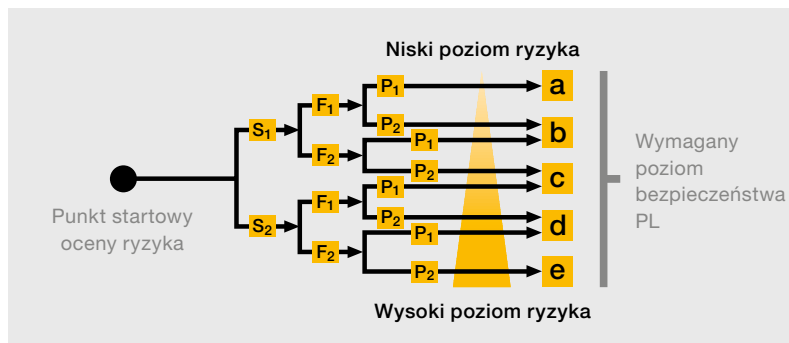 Niski poziom ryzyka
P1
a
P2
b
F1
P1
S1
F2
P2
c
Wymagany
poziom
bezpieczeństwa
PL
Punkt startowy
oceny ryzyka
F1
P1
S2
P2
d
F2
P1
P2
e
Wysoki poziom ryzyka